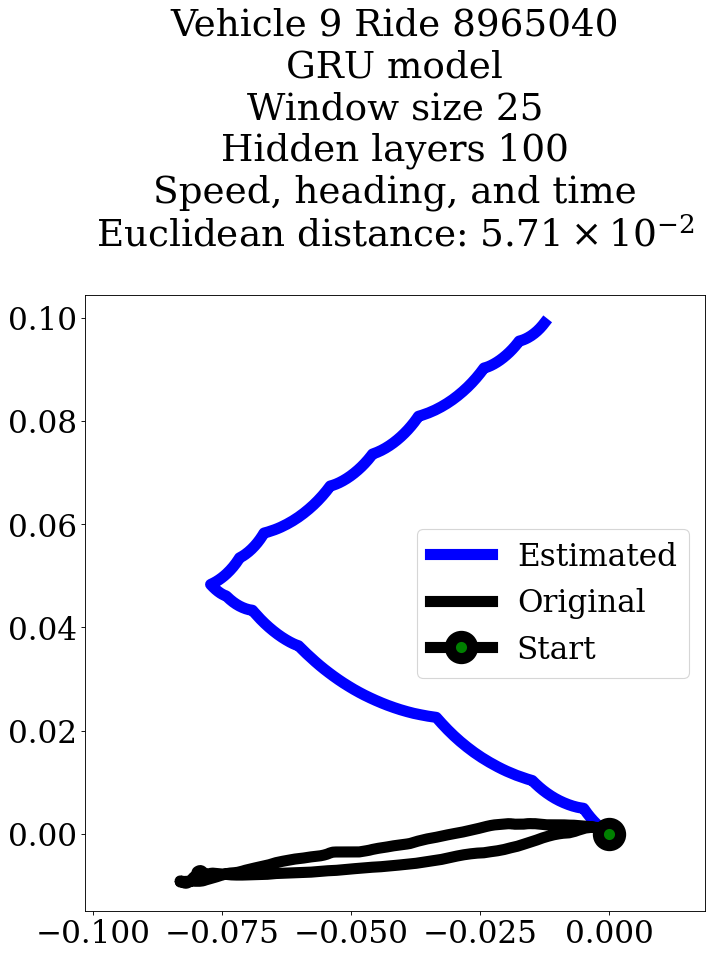 Vehicle 9 Ride 8965040
GRU model
Window size 25
Hidden layers 100
Speed, heading, and time
Euclidean distance: 5.71 × 10⁻²
0.10
0.08
0.06
0.04
0.02
0.00
Estimated
Original
Start
−0.100 −0.075 −0.050 −0.025 0.000